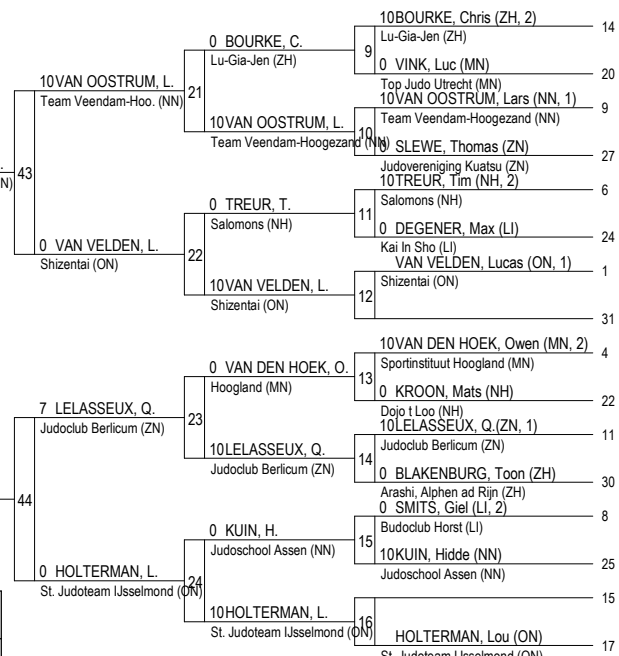 10BOURKE, Chris (ZH, 2)
14
0 BOURKE, C.
Lu-Gia-Jen (ZH)
Lu-Gia-Jen (ZH)
9
0 VINK, Luc (MN)
20
10VAN OOSTRUM, L.
Top Judo Utrecht (MN)
Team Veendam-Hoo. (NN)
21
10VAN OOSTRUM, Lars (NN, 1)
9
10VAN OOSTRUM, L.
Team Veendam-Hoogezand (NN)
Team Veendam-Hoogezand (NN)
10
0 SLEWE, Thomas (ZN)
27
Judovereniging Kuatsu (ZN)
N)
43
10TREUR, Tim (NH, 2)
6
0 TREUR, T.
Salomons (NH)
Salomons (NH)
11
0 DEGENER, Max (LI)
24
0 VAN VELDEN, L.
Kai In Sho (LI)
Shizentai (ON)
22
VAN VELDEN, Lucas (ON, 1)
1
10VAN VELDEN, L.
Shizentai (ON)
Shizentai (ON)
12
31
10VAN DEN HOEK, Owen (MN, 2)
4
0 VAN DEN HOEK, O.
Sportinstituut Hoogland (MN)
Hoogland (MN)
13
0 KROON, Mats (NH)
22
7 LELASSEUX, Q.
Dojo t Loo (NH)
Judoclub Berlicum (ZN)
23
10LELASSEUX, Q.(ZN, 1)
11
10LELASSEUX, Q.
Judoclub Berlicum (ZN)
Judoclub Berlicum (ZN)
14
0 BLAKENBURG, Toon (ZH)
30
Arashi, Alphen ad Rijn (ZH)
44
0 SMITS, Giel (LI, 2)
8
0 KUIN, H.
Budoclub Horst (LI)
Judoschool Assen (NN)
15
10KUIN, Hidde (NN)
25
0 HOLTERMAN, L.
Judoschool Assen (NN)
St. Judoteam IJsselmond (ON)
24
15
10HOLTERMAN, L.
St. Judoteam IJsselmond (ON)
16
HOLTERMAN, Lou (ON)
17
St. Judoteam IJsselmond (ON)